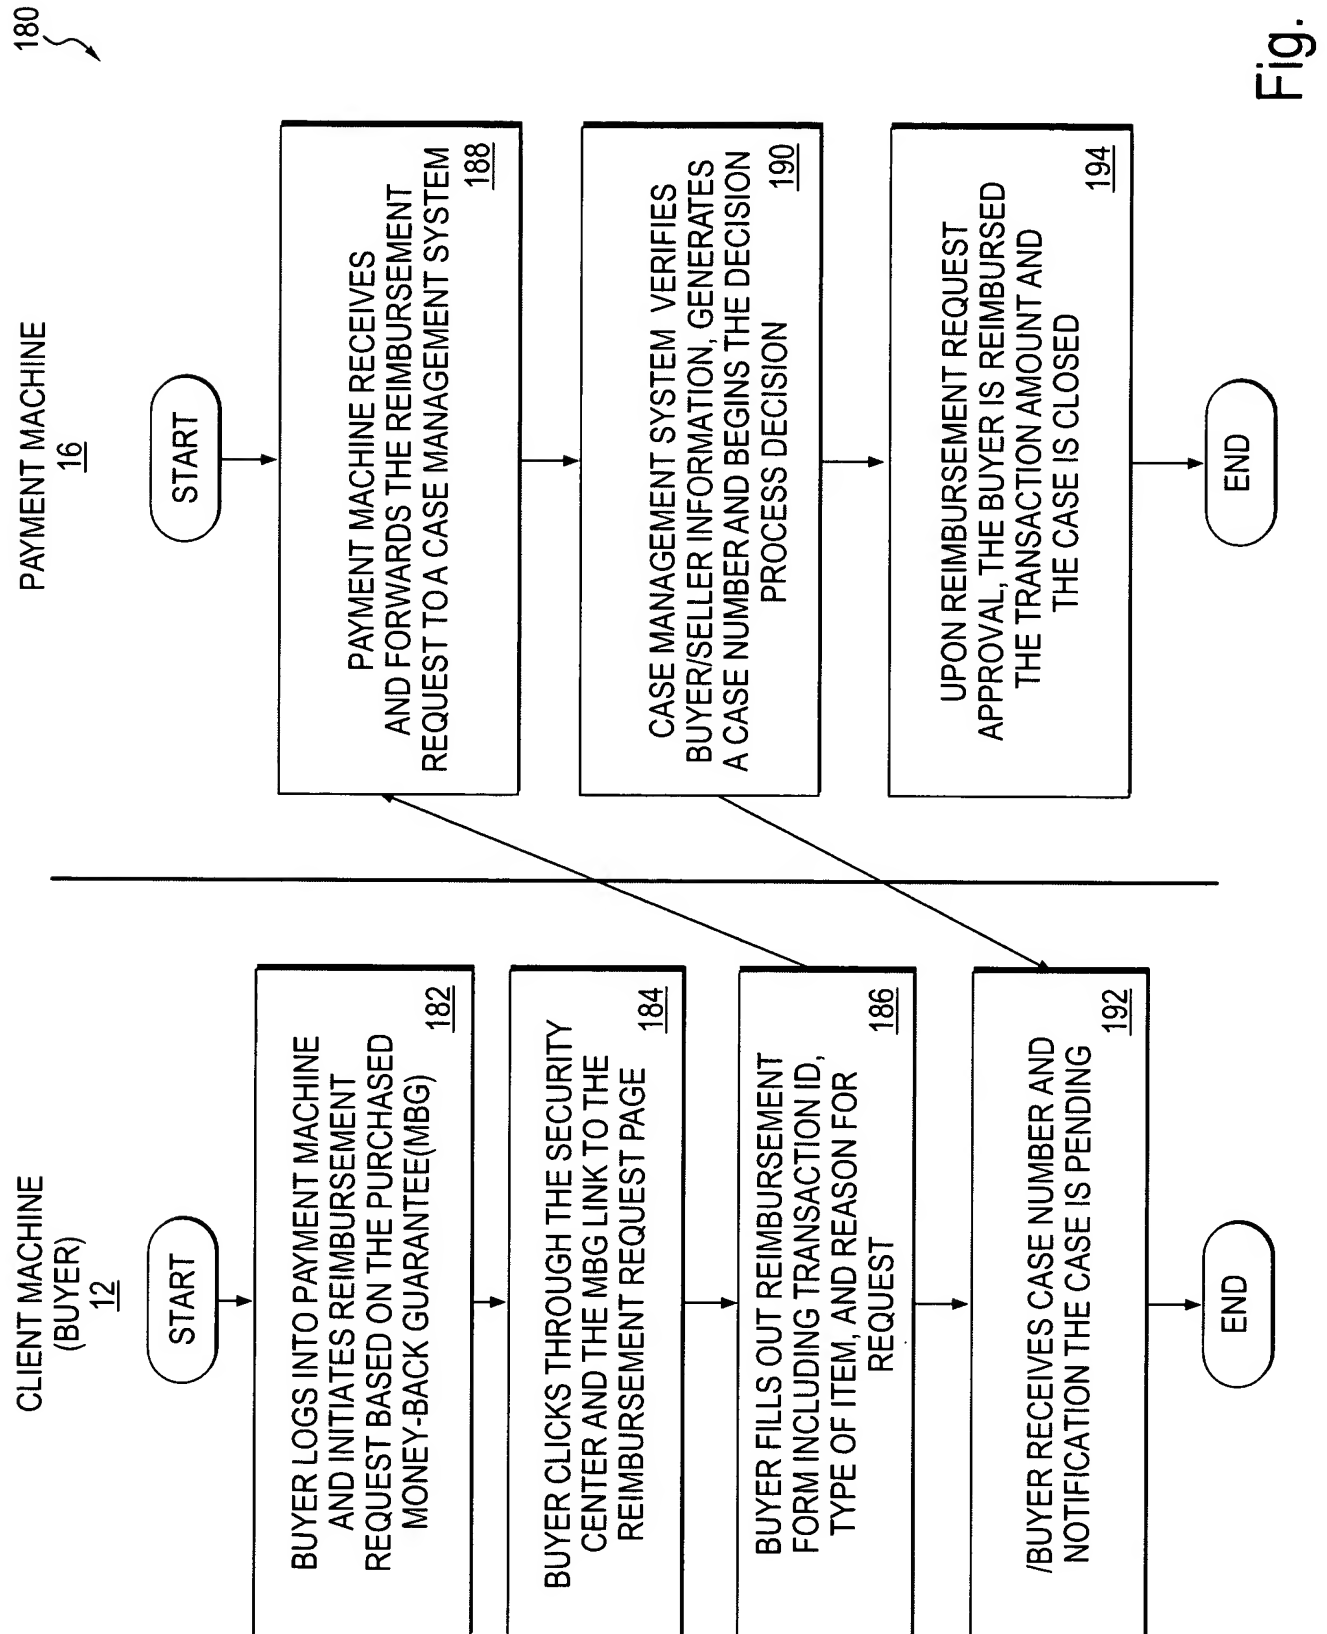 180
CLIENT MACHINE
(BUYER)
12
START
BUYER LOGS INTO PAYMENT MACHINE
AND INITIATES REIMBURSEMENT
REQUEST BASED ON THE PURCHASED
MONEY-BACK GUARANTEE(MBG)
182
BUYER CLICKS THROUGH THE SECURITY
CENTER AND THE MBG LINK TO THE
REIMBURSEMENT REQUEST PAGE
184
BUYER FILLS OUT REIMBURSEMENT
FORM INCLUDING TRANSACTION ID,
TYPE OF ITEM, AND REASON FOR
REQUEST
186
/BUYER RECEIVES CASE NUMBER AND
NOTIFICATION THE CASE IS PENDING
192
END
PAYMENT MACHINE
16
START
PAYMENT MACHINE RECEIVES
AND FORWARDS THE REIMBURSEMENT
REQUEST TO A CASE MANAGEMENT SYSTEM
188
CASE MANAGEMENT SYSTEM VERIFIES
BUYER/SELLER INFORMATION, GENERATES
A CASE NUMBER AND BEGINS THE DECISION
PROCESS DECISION
190
UPON REIMBURSEMENT REQUEST
APPROVAL, THE BUYER IS REIMBURSED
THE TRANSACTION AMOUNT AND
THE CASE IS CLOSED
194
END
Fig.